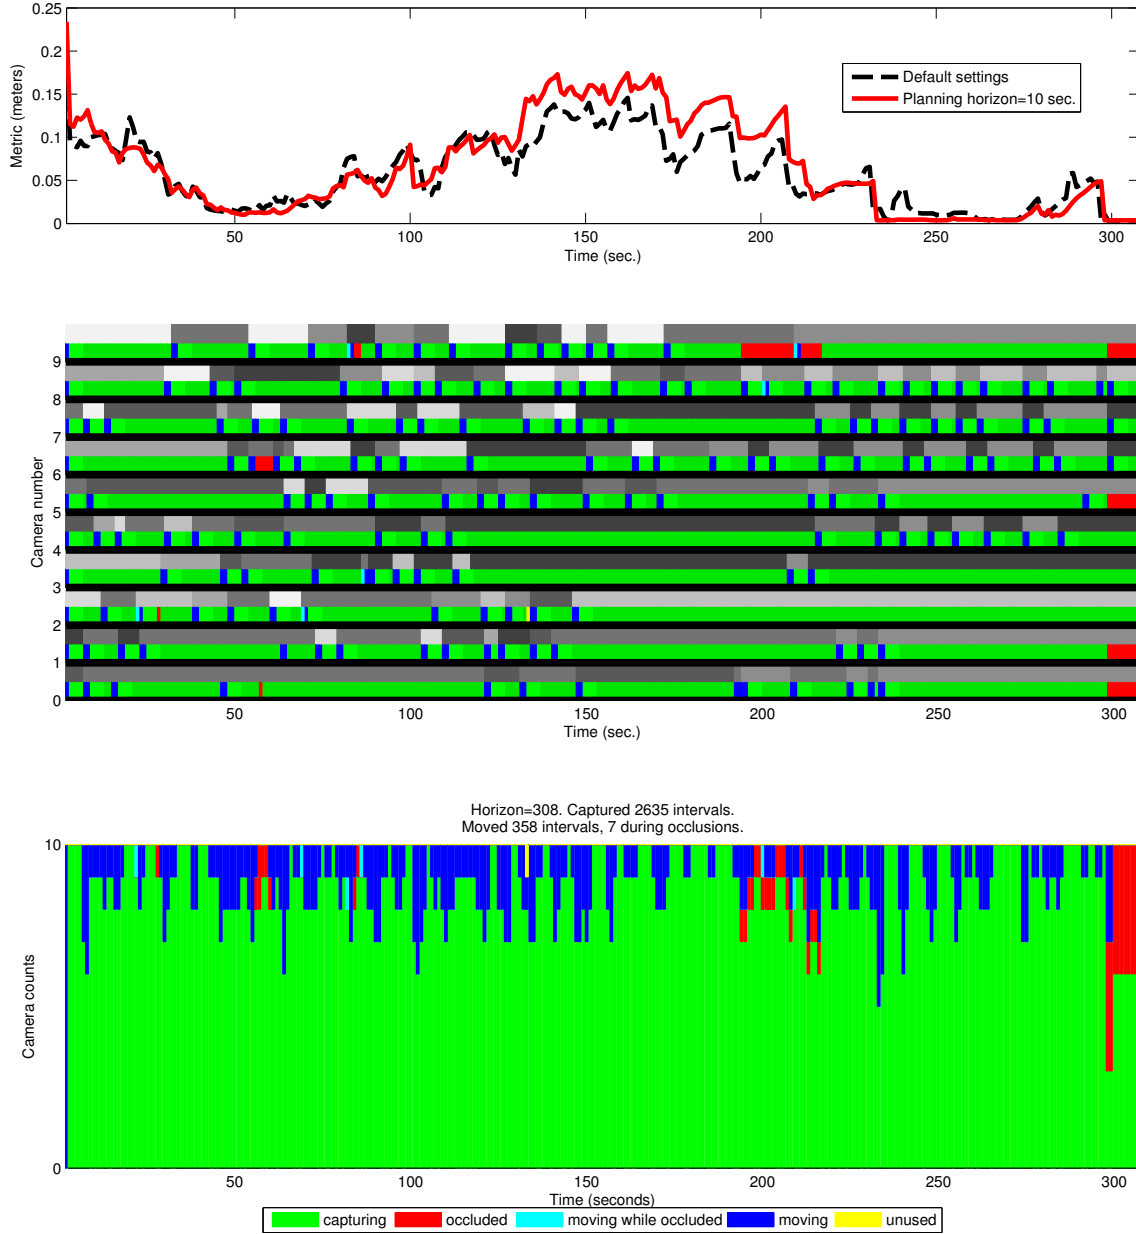 0.25
0.2
0.15
0.1
0.05
0
Metric (meters)
Default settings
Planning horizon=10 sec.
50 100 150 200 250 300
Time (sec.)
9
8
7
6
5
4
3
2
1
0
Camera number
50 100 150 200 250 300
Time (sec.)
Horizon=308. Captured 2635 intervals.
Moved 358 intervals, 7 during occlusions.
10
0
Camera counts
50 100 150 200 250 300
Time (seconds)
capturing occluded moving while occluded moving unused